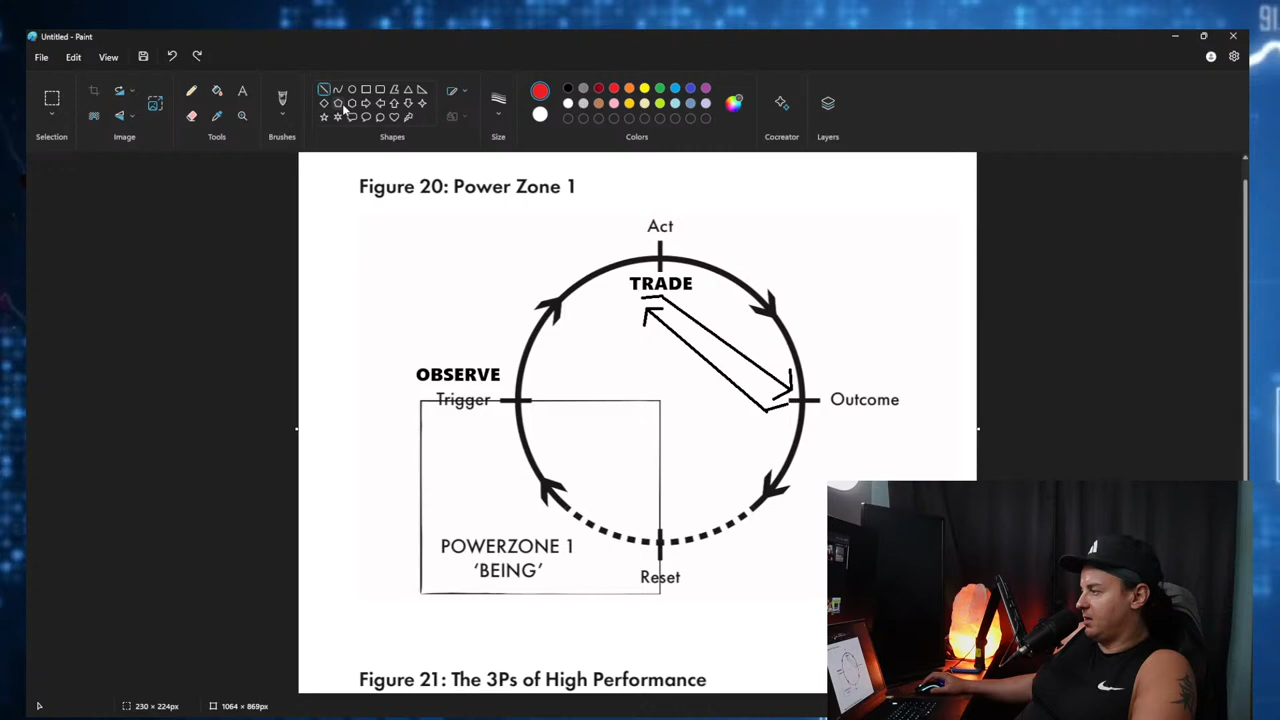 Untitled - Paint
File Edit View
Selection Image Tools Brushes Shapes Size Colors Cocreator Layers
Figure 20: Power Zone 1
Act
TRADE
OBSERVE
Trigger
Outcome
POWERZONE 1
'BEING'
Reset
Figure 21: The 3Ps of High Performance
230 × 224px 1064 × 869px